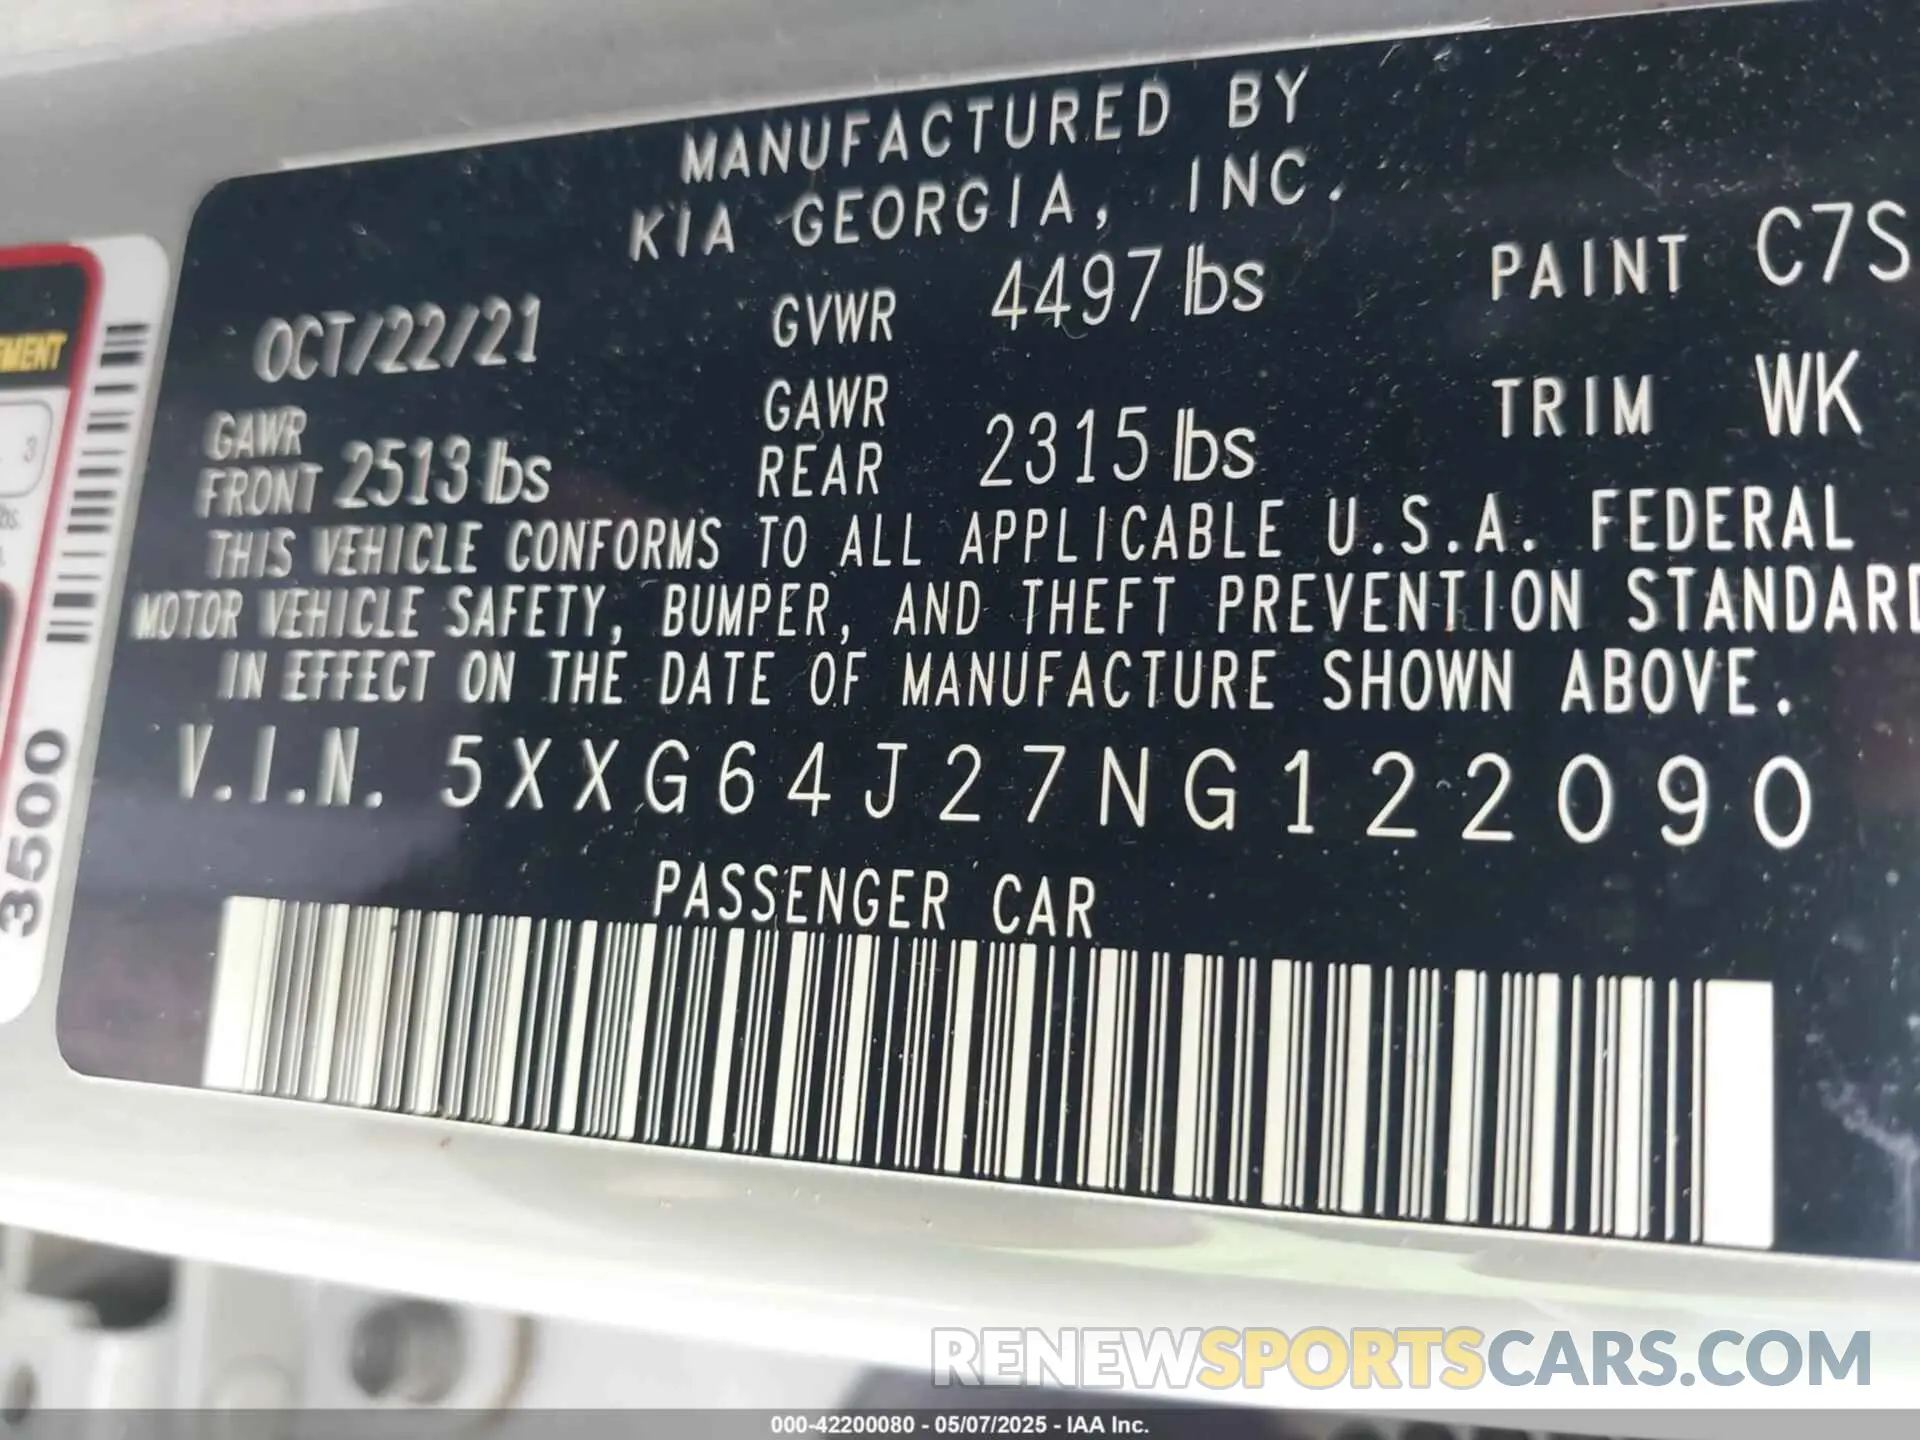 MANUFACTURED BY
KIA GEORGIA, INC.
OCT/22/21 GVWR 4497 lbs PAINT C7S
GAWR FRONT 2513 lbs GAWR REAR 2315 lbs TRIM WK
THIS VEHICLE CONFORMS TO ALL APPLICABLE U.S.A. FEDERAL
MOTOR VEHICLE SAFETY, BUMPER, AND THEFT PREVENTION STANDARD
IN EFFECT ON THE DATE OF MANUFACTURE SHOWN ABOVE.
V.I.N. 5XXG64J27NG122090
PASSENGER CAR
EMENT
3
3500
RENEWSPORTSCARS.COM
000-42200080 - 05/07/2025 - IAA Inc.